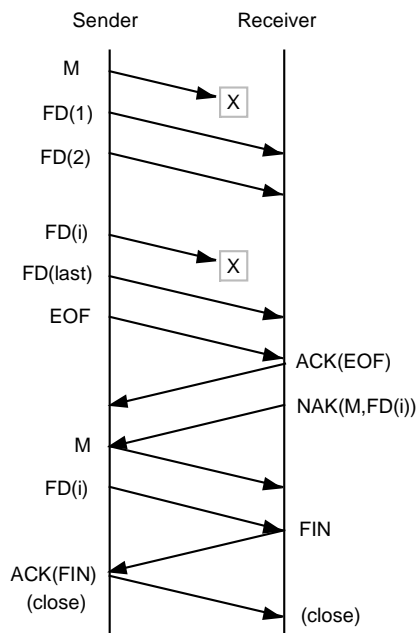 Sender Receiver
M
X
FD(1)
FD(2)
FD(i)
X
FD(last)
EOF
ACK(EOF)
NAK(M,FD(i))
M
FD(i)
FIN
ACK(FIN)
(close)
(close)